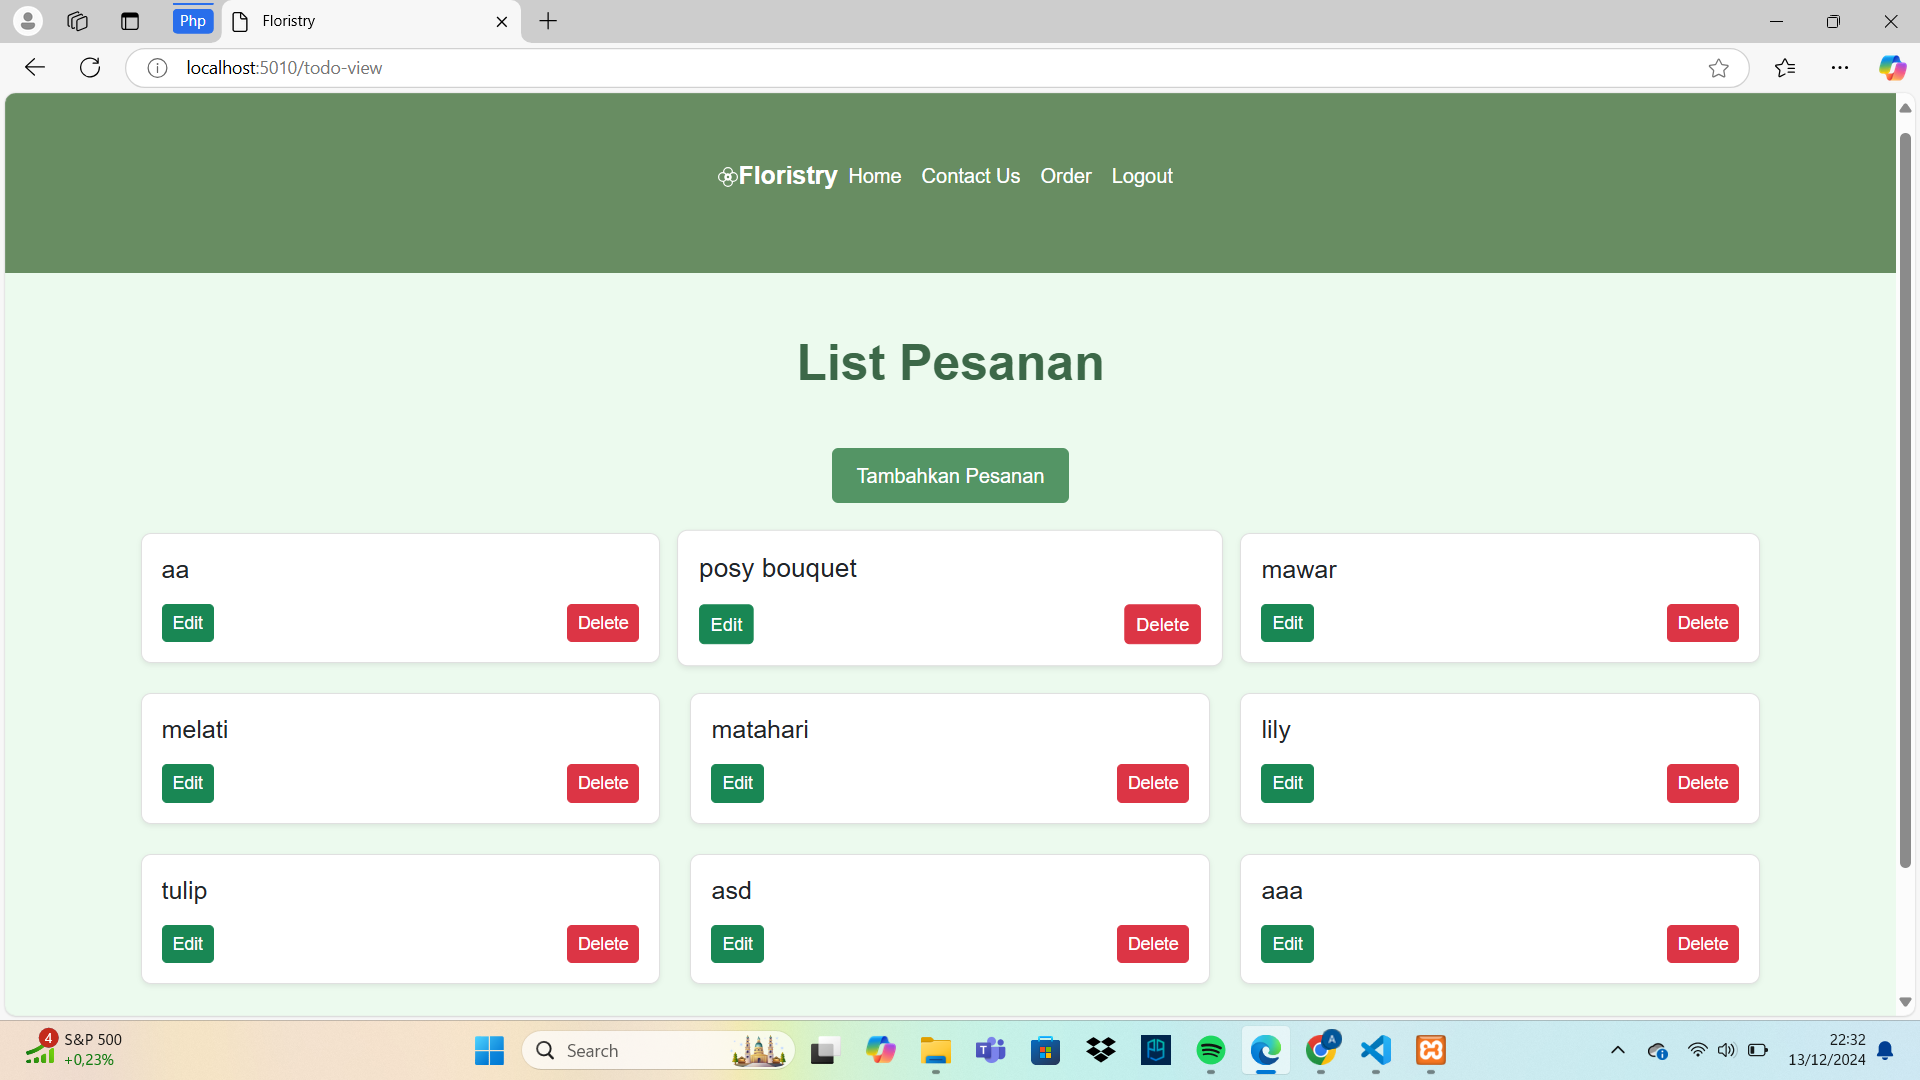 Php
Floristry
localhost:5010/todo-view
Floristry Home Contact Us Order Logout
List Pesanan
Tambahkan Pesanan
aa
Edit Delete
posy bouquet
Edit Delete
mawar
Edit Delete
melati
Edit Delete
matahari
Edit Delete
lily
Edit Delete
tulip
Edit Delete
asd
Edit Delete
aaa
Edit Delete
4
S&P 500
+0,23%
Search
A
22:32
13/12/2024